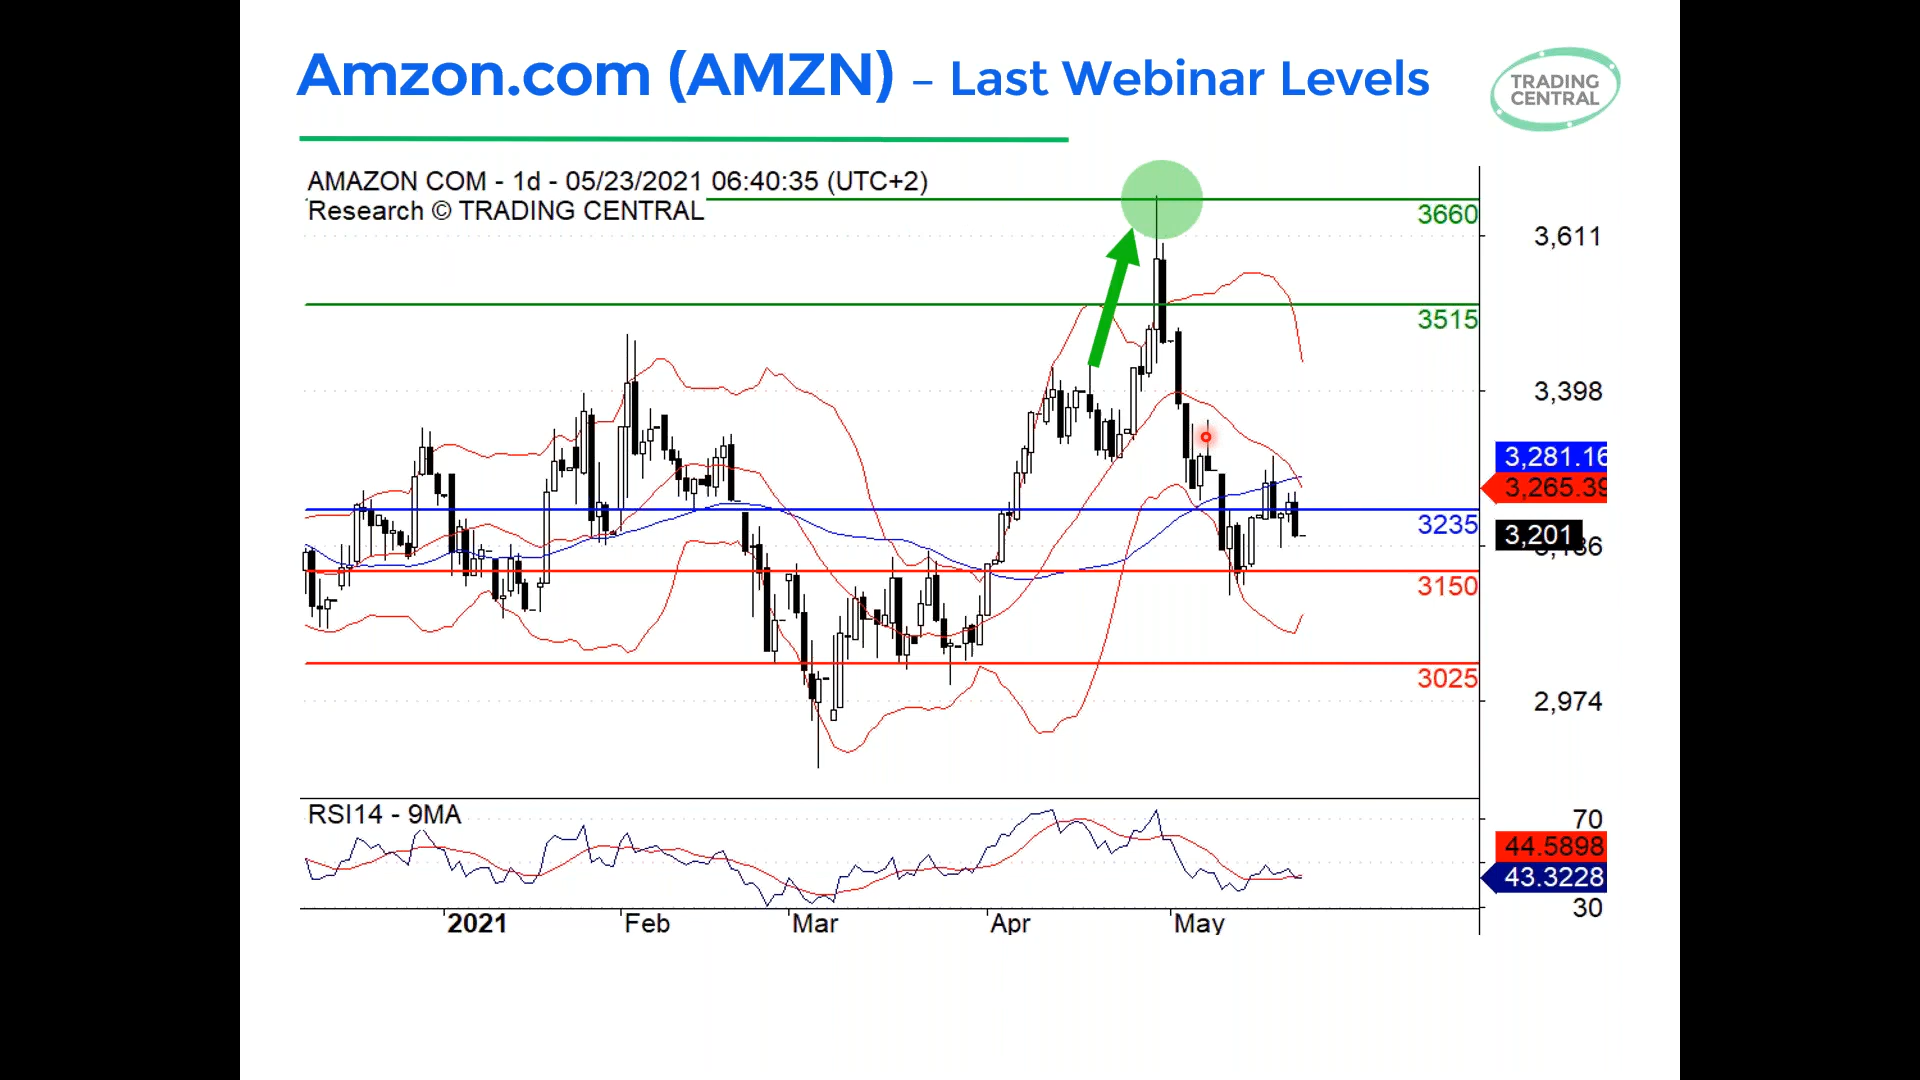 Amzon.com (AMZN) – Last Webinar Levels
TRADING
CENTRAL
AMAZON COM - 1d - 05/23/2021 06:40:35 (UTC+2)
Research © TRADING CENTRAL
3660
3,611
3515
3,398
3,281.16
3,265.39
3235
3,201
3150
3025
2,974
RSI14 - 9MA
70
44.5898
43.3228
30
2021 Feb Mar Apr May